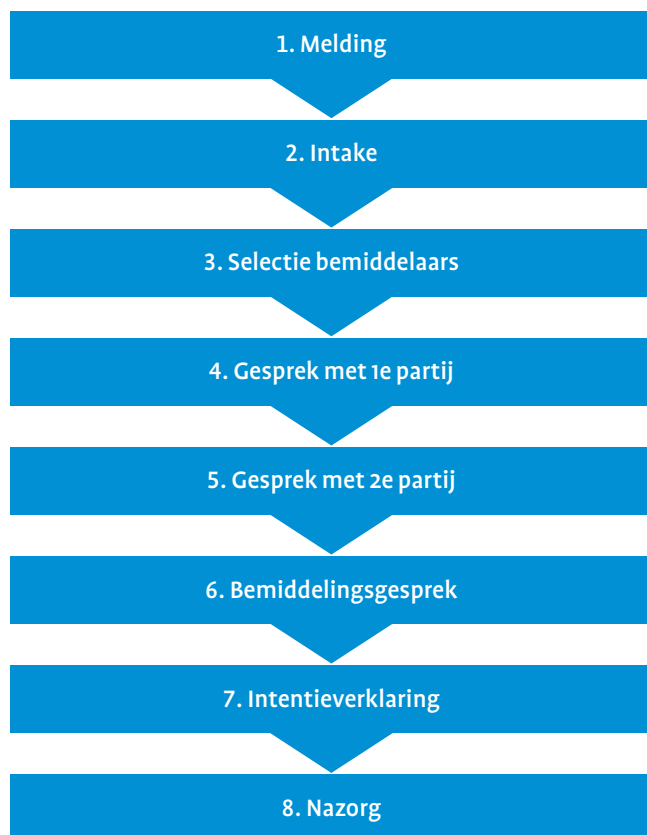 1. Melding
2. Intake
3. Selectie bemiddelaars
4. Gesprek met 1e partij
5. Gesprek met 2e partij
6. Bemiddelingsgesprek
7. Intentieverklaring
8. Nazorg